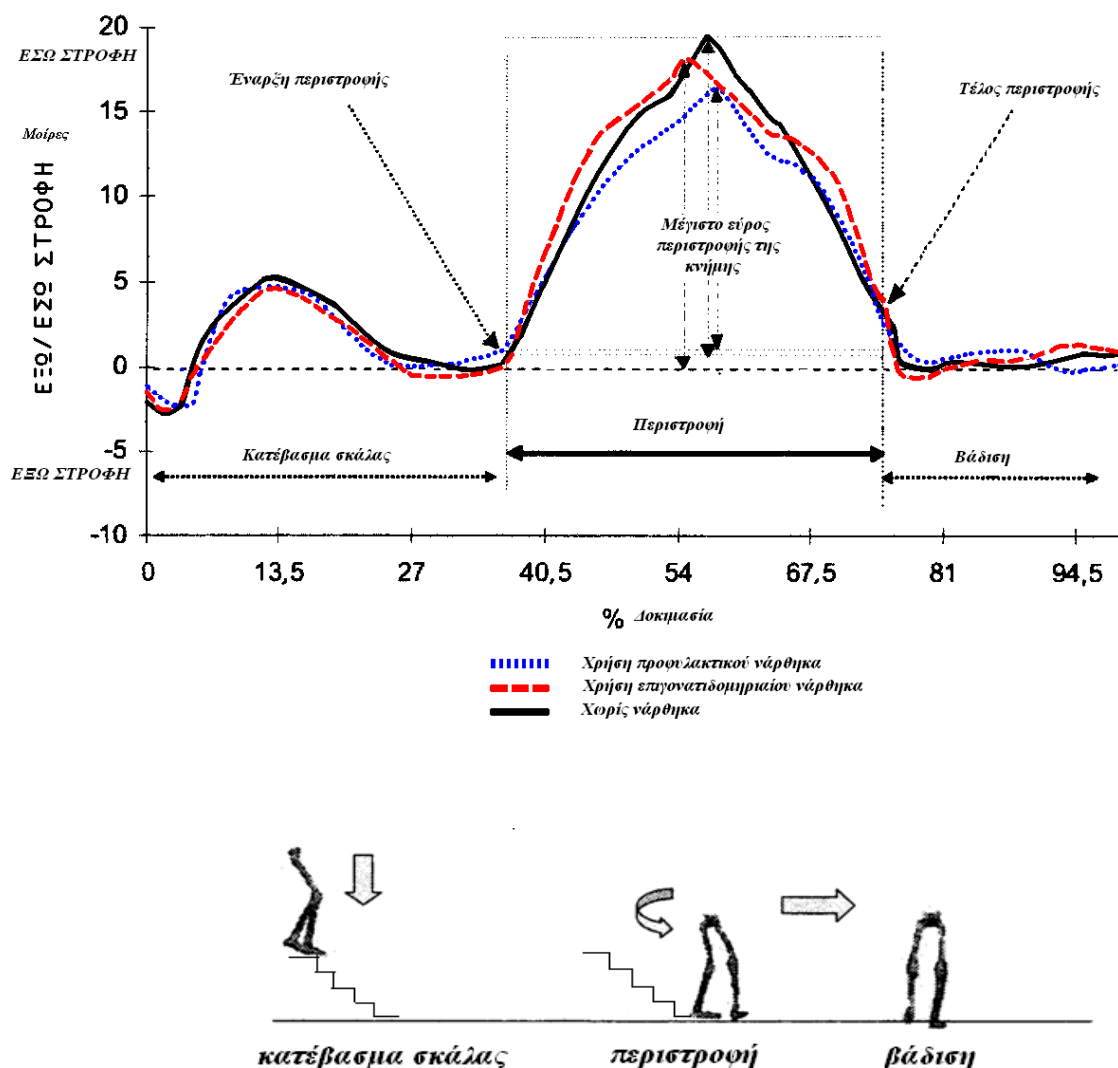 20
ΕΣΩ ΣΤΡΟΦΗ
Έναρξη περιστροφής
Τέλος περιστροφής
15
Μοίρες
ΕΞΩ/ ΕΣΩ ΣΤΡΟΦΗ
10
Μέγιστο εύρος
περιστροφής της
κνήμης
5
0
Περιστροφή
-5
Κατέβασμα σκάλας
Βάδιση
ΕΞΩ ΣΤΡΟΦΗ
-10
0 13,5 27 40,5 54 67,5 81 94,5
% Δοκιμασία
Χρήση προφυλακτικού νάρθηκα
Χρήση επιγονατιδομηριαίου νάρθηκα
Χωρίς νάρθηκα
κατέβασμα σκάλας περιστροφή βάδιση